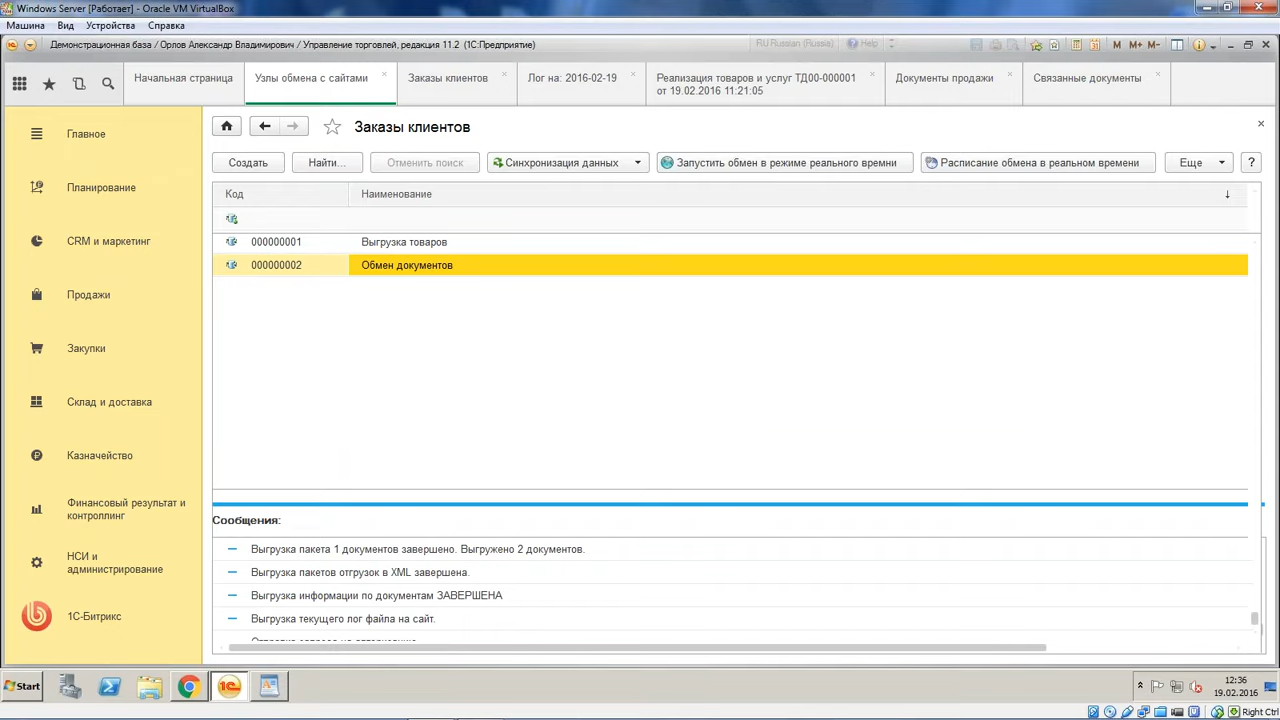 Windows Server [Работает] - Oracle VM VirtualBox
Машина Вид Устройства Справка
Демонстрационная база / Орлов Александр Владимирович / Управление торговлей, редакция 11.2 (1С:Предприятие)
RU Russian (Russia) Help
M M+ M-
Начальная страница
Узлы обмена с сайтами
Заказы клиентов
Лог на: 2016-02-19
Реализация товаров и услуг ТД00-000001
от 19.02.2016 11:21:05
Документы продажи
Связанные документы
Главное
Планирование
CRM и маркетинг
Продажи
Закупки
Склад и доставка
Казначейство
Финансовый результат и
контроллинг
НСИ и
администрирование
1С-Битрикс
Заказы клиентов
Создать Найти... Отменить поиск Синхронизация данных Запустить обмен в режиме реального времни Расписание обмена в реальном времени Еще ?
Код Наименование
000000001 Выгрузка товаров
000000002 Обмен документов
Сообщения:
Выгрузка пакета 1 документов завершено. Выгружено 2 документов.
Выгрузка пакетов отгрузок в XML завершена.
Выгрузка информации по документам ЗАВЕРШЕНА
Выгрузка текущего лог файла на сайт.
Start
12:36
19.02.2016
Right Ctrl